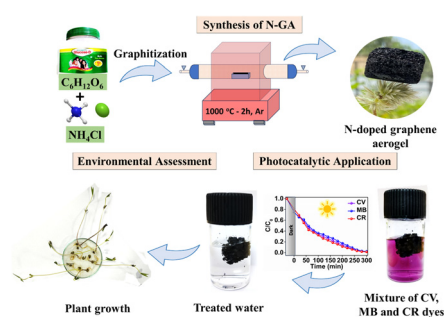 Synthesis of N-GA
Graphitization
C₆H₁₂O₆
+
NH₄Cl
1000 °C - 2h, Ar
N-doped graphene
aerogel
Environmental Assessment
Photocatalytic Application
C/C₀
1.0
0.8
0.6
0.4
0.2
0.0
Dark
CV
MB
CR
0 50 100 150 200 250 300
Time (min)
Plant growth
Treated water
Mixture of CV,
MB and CR dyes